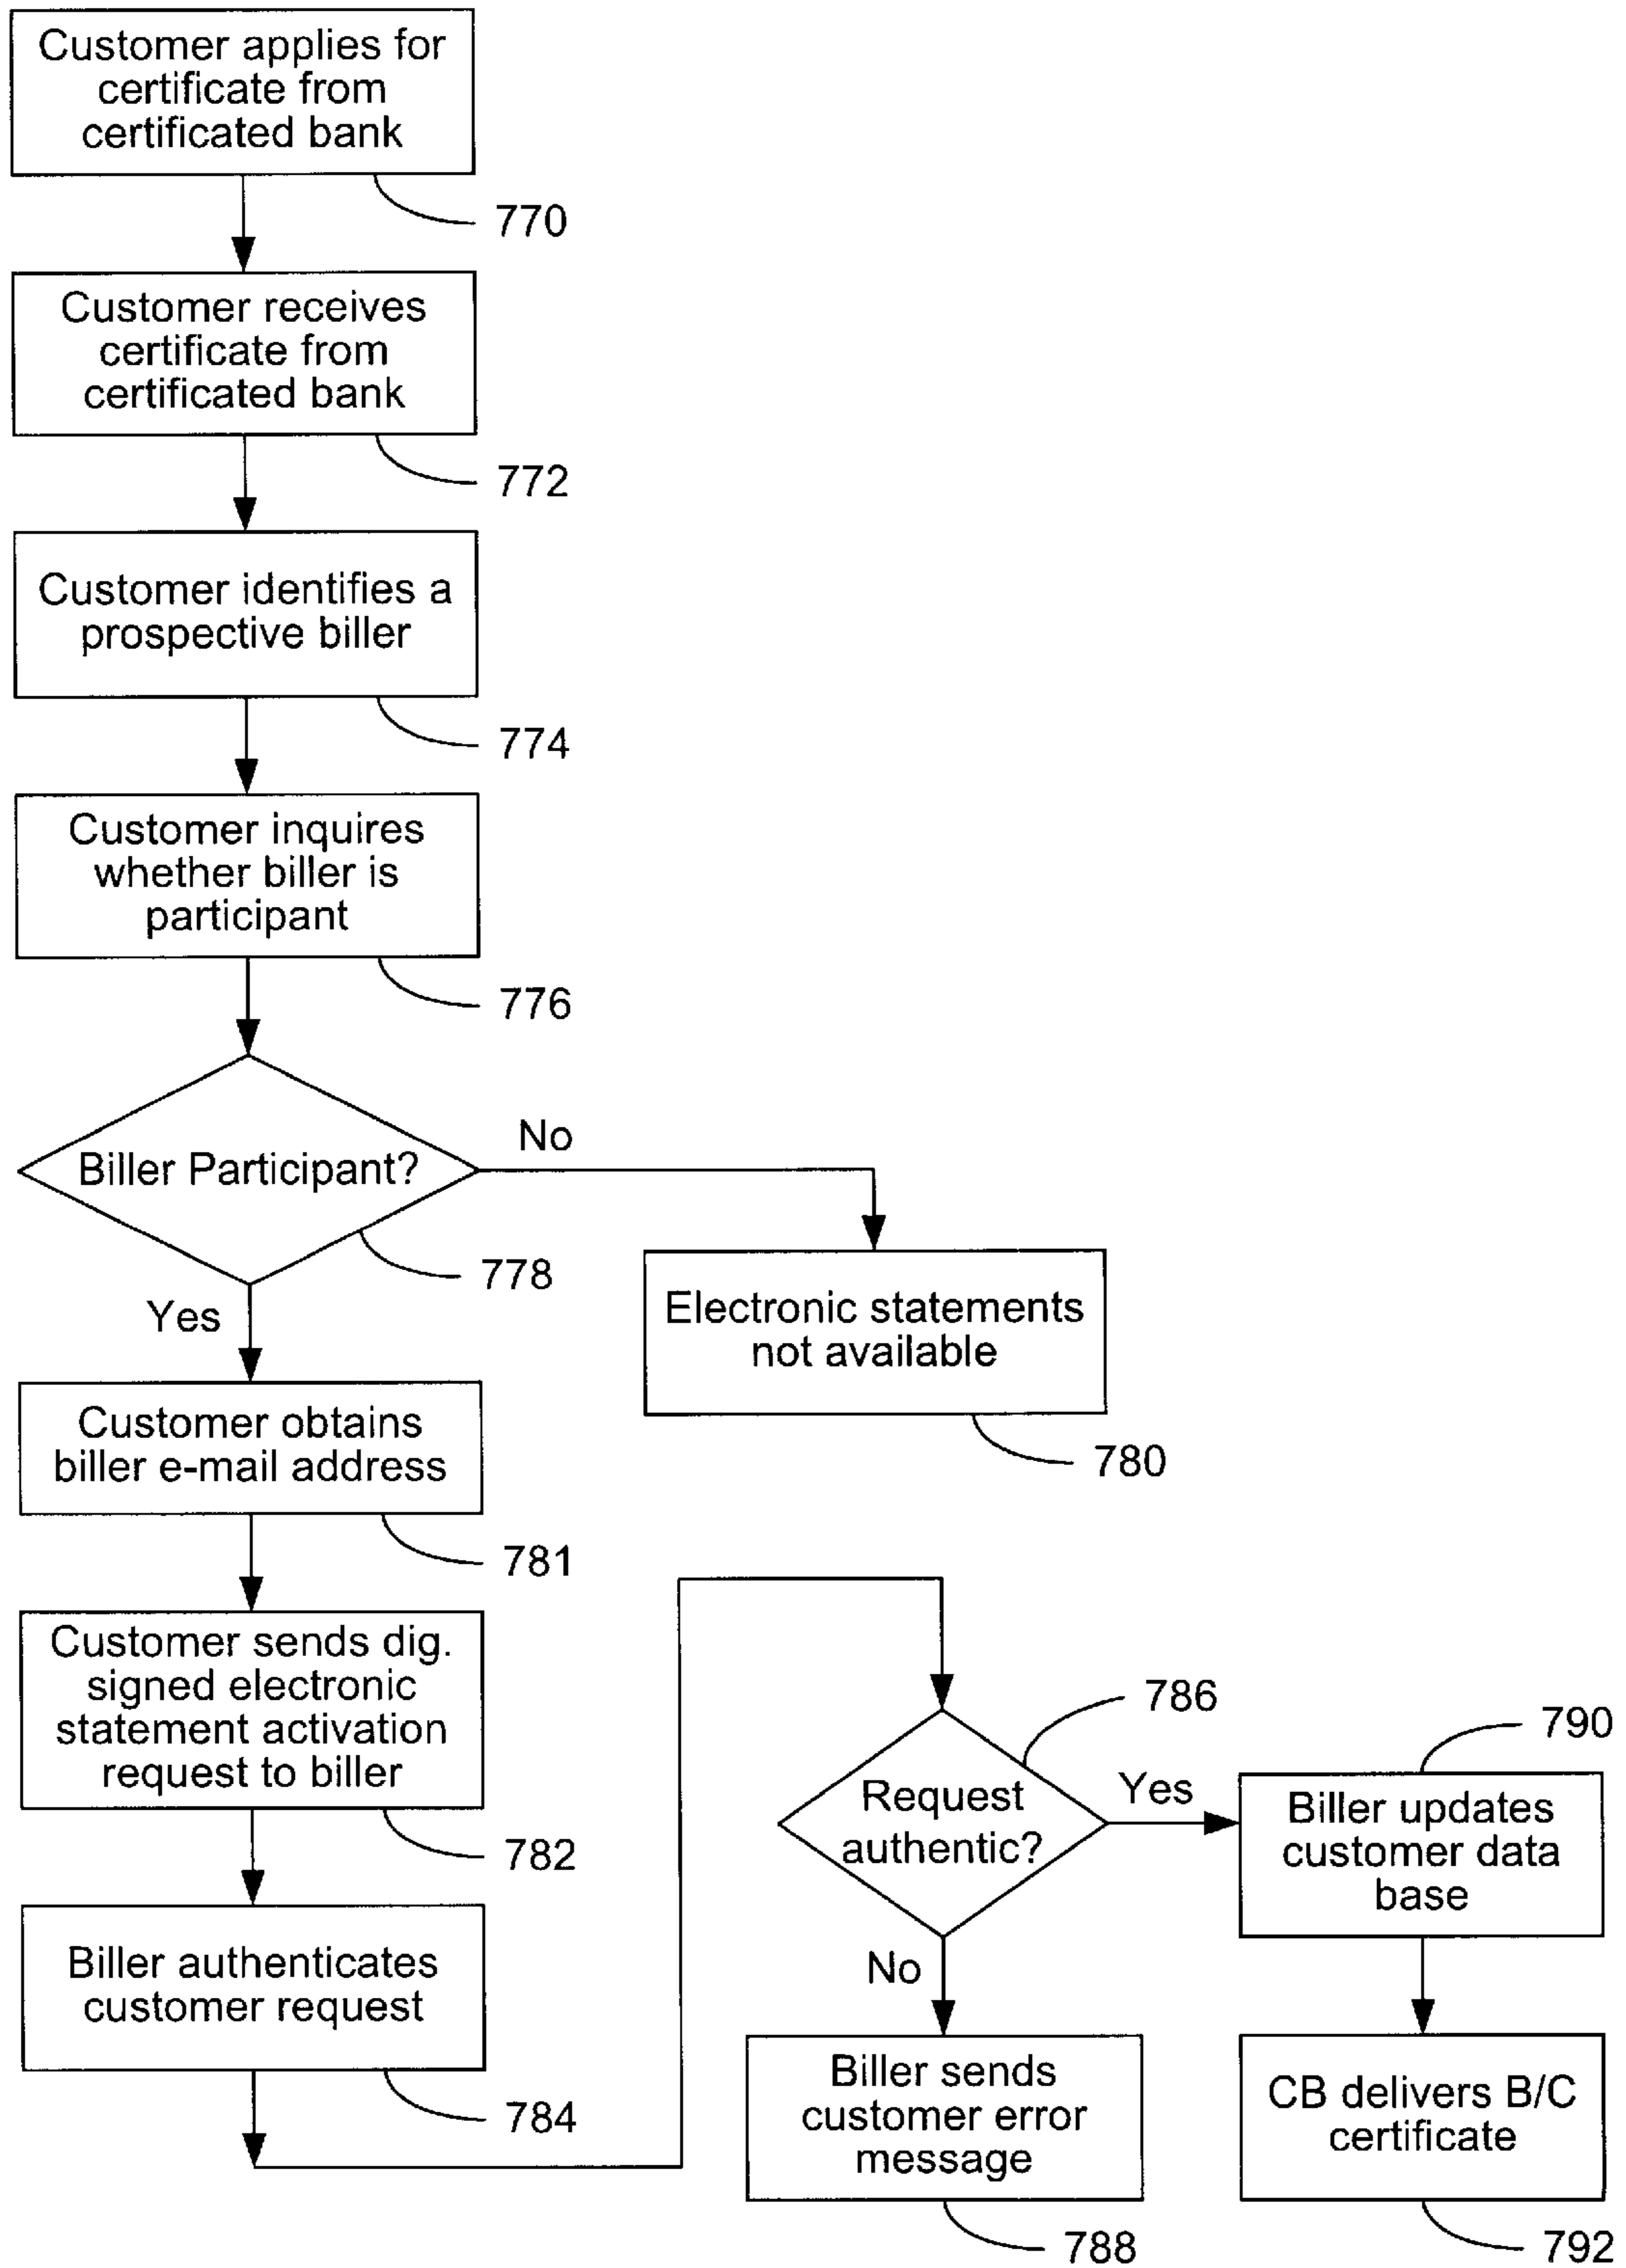 Customer applies for
certificate from
certificated bank
770
Customer receives
certificate from
certificated bank
772
Customer identifies a
prospective biller
774
Customer inquires
whether biller is
participant
776
Biller Participant?
778
No
Electronic statements
not available
780
Yes
Customer obtains
biller e-mail address
781
Customer sends dig.
signed electronic
statement activation
request to biller
782
Biller authenticates
customer request
784
Request
authentic?
786
Yes
Biller updates
customer data
base
790
No
Biller sends
customer error
message
788
CB delivers B/C
certificate
792